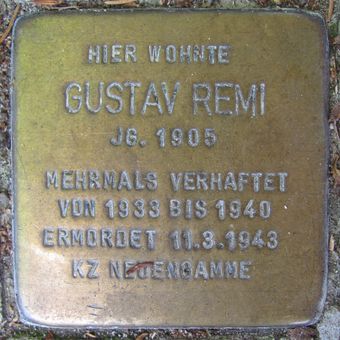 HIER WOHNTE
GUSTAV REMI
JG. 1905
MEHRMALS VERHAFTET
VON 1933 BIS 1940
ERMORDET 11.3.1943
KZ NEUENGAMME